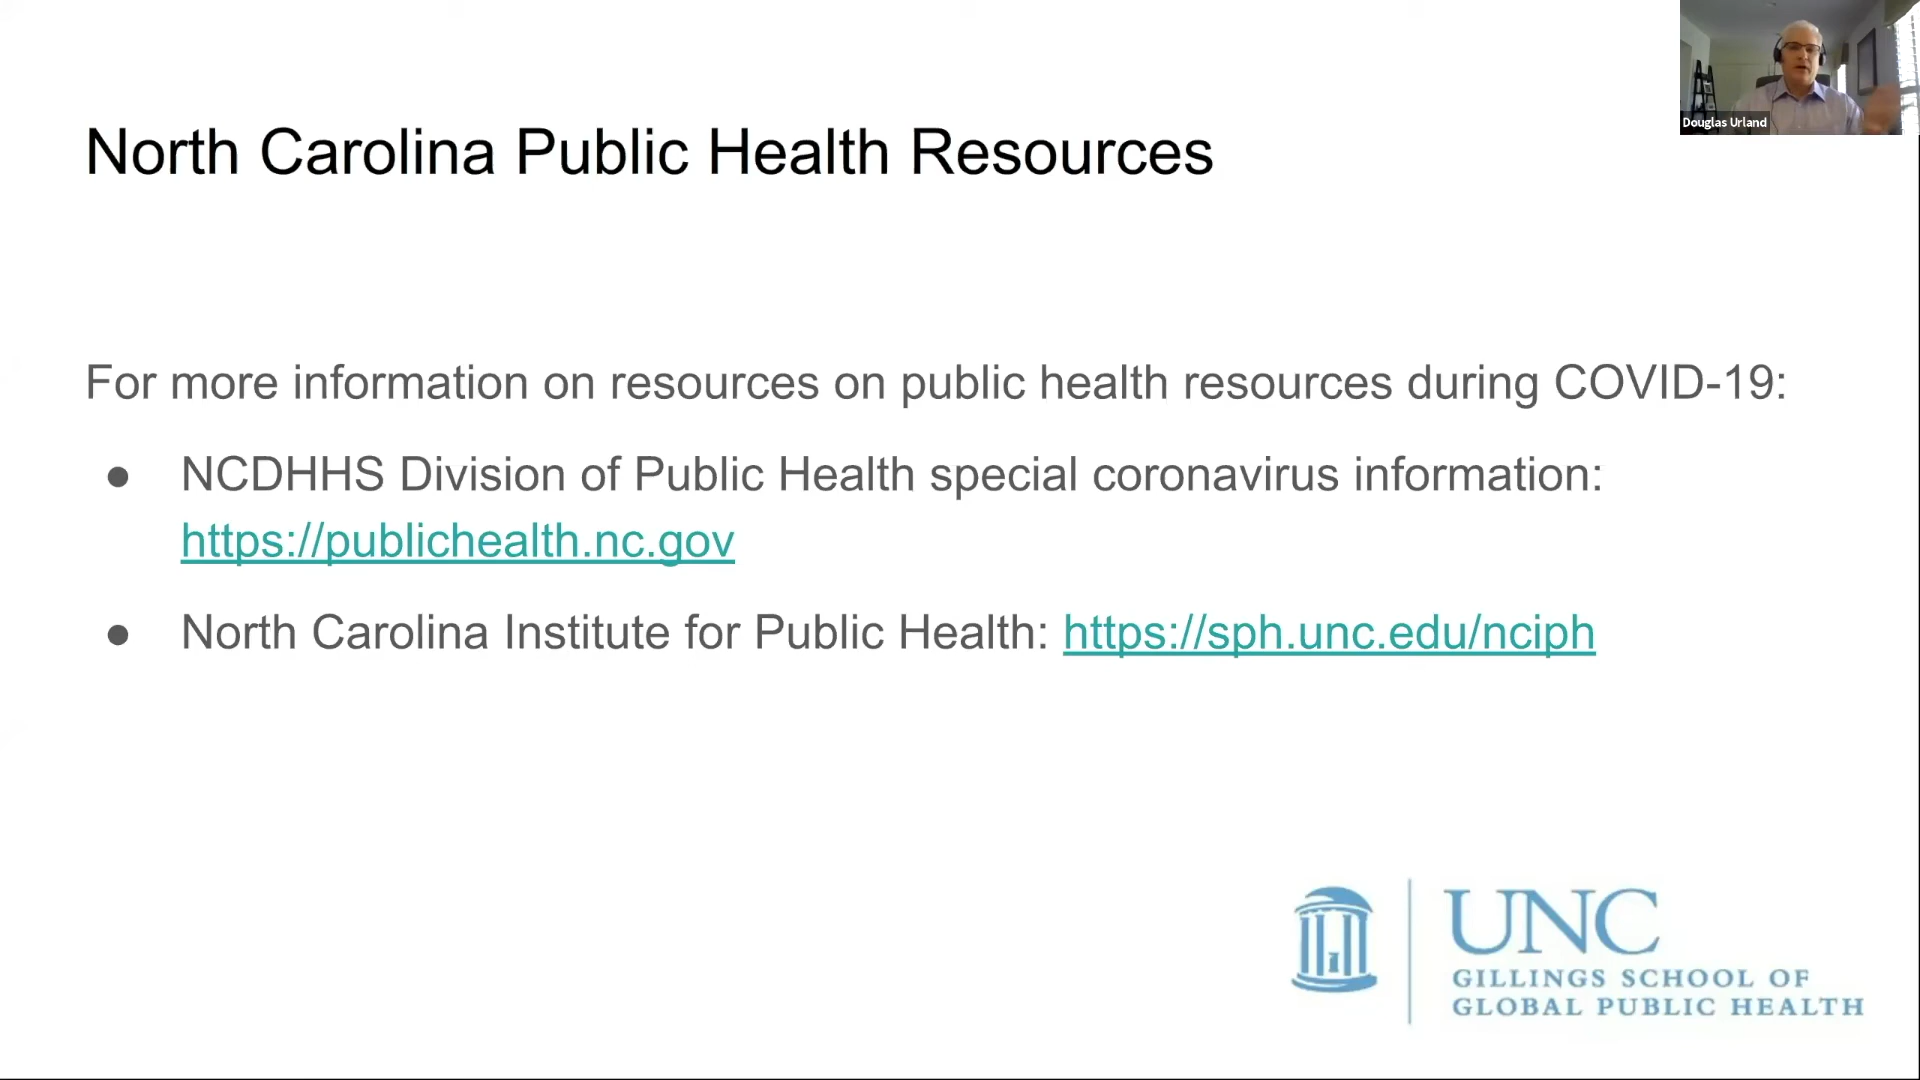 Douglas Urland
North Carolina Public Health Resources
For more information on resources on public health resources during COVID-19:
● NCDHHS Division of Public Health special coronavirus information:
https://publichealth.nc.gov
● North Carolina Institute for Public Health: https://sph.unc.edu/nciph
UNC
GILLINGS SCHOOL OF
GLOBAL PUBLIC HEALTH